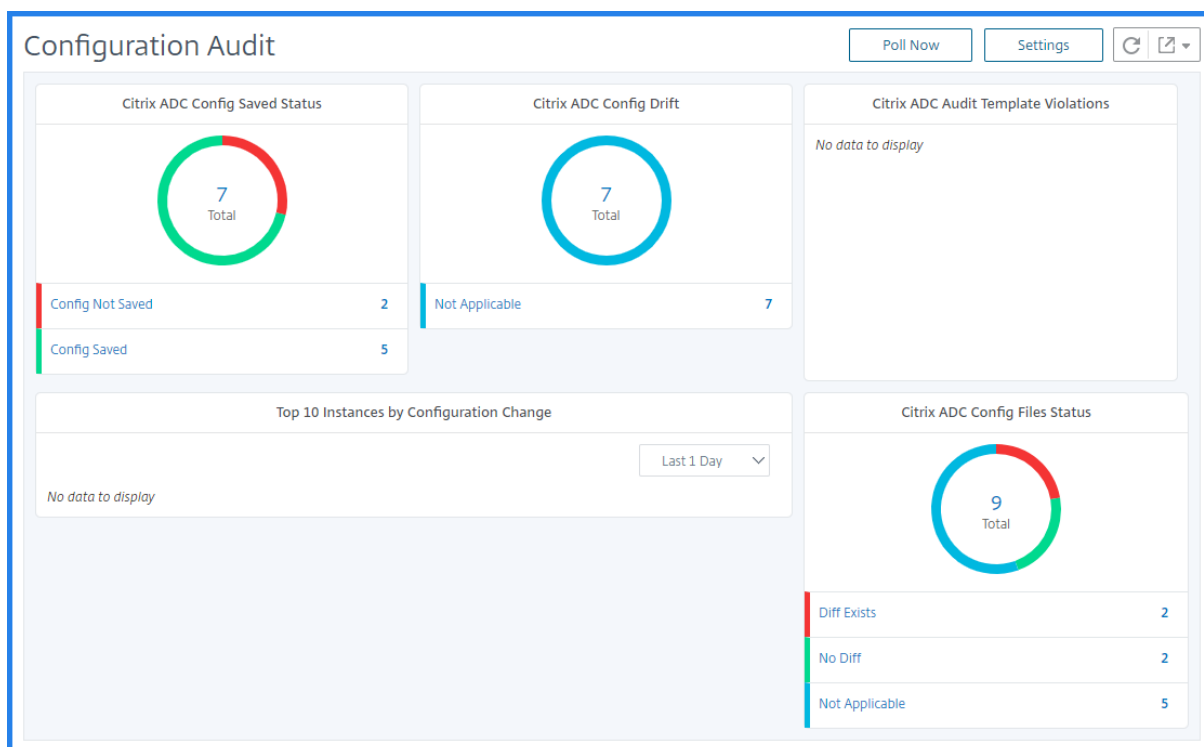 Configuration Audit
Poll Now
Settings
Citrix ADC Config Saved Status
7
Total
Config Not Saved 2
Config Saved 5
Citrix ADC Config Drift
7
Total
Not Applicable 7
Citrix ADC Audit Template Violations
No data to display
Top 10 Instances by Configuration Change
Last 1 Day
No data to display
Citrix ADC Config Files Status
9
Total
Diff Exists 2
No Diff 2
Not Applicable 5